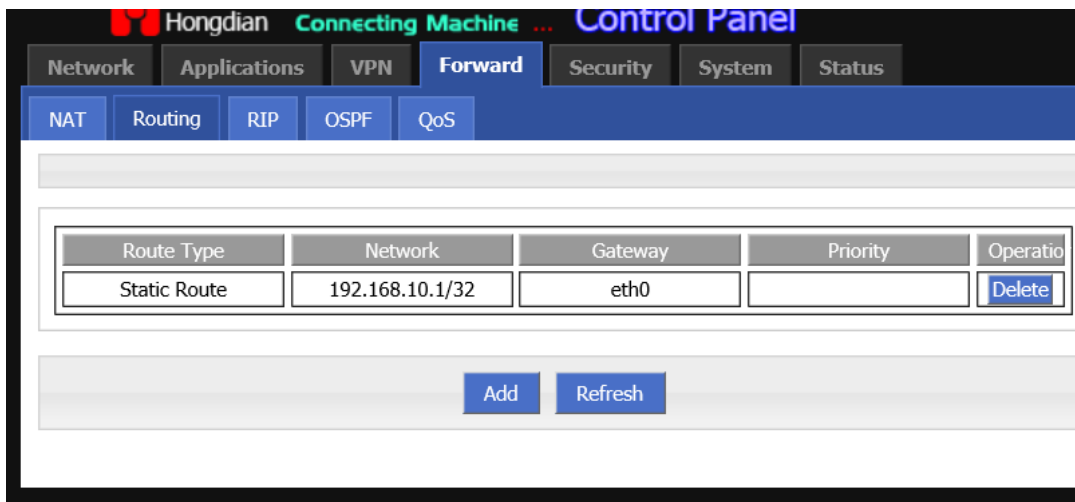 Hongdian Connecting Machine ... Control Panel
Network Applications VPN Forward Security System Status
NAT Routing RIP OSPF QoS
Route Type Network Gateway Priority Operatio
Static Route 192.168.10.1/32 eth0 Delete
Add Refresh